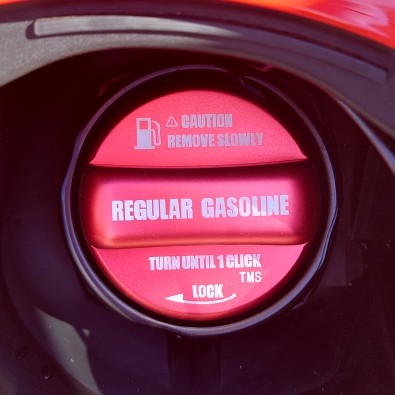 ⚠ CAUTION
REMOVE SLOWLY
REGULAR GASOLINE
TURN UNTIL 1 CLICK
TMS
LOCK